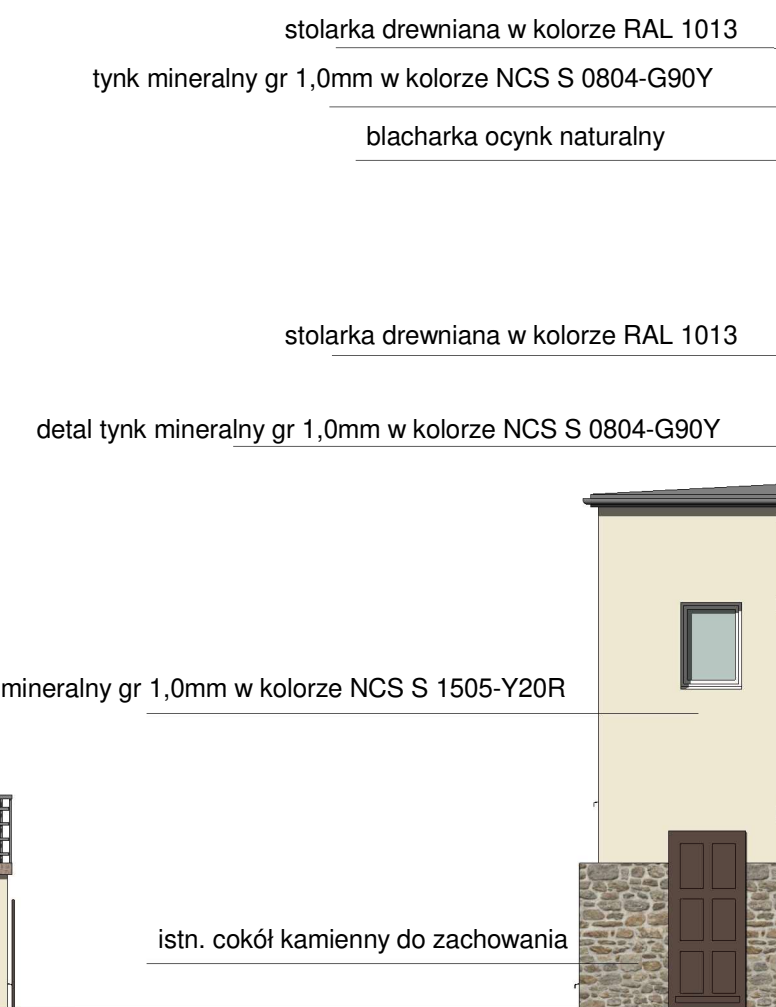 stolarka drewniana w kolorze RAL 1013
tynk mineralny gr 1,0mm w kolorze NCS S 0804-G90Y
blacharka ocynk naturalny
stolarka drewniana w kolorze RAL 1013
detal tynk mineralny gr 1,0mm w kolorze NCS S 0804-G90Y
mineralny gr 1,0mm w kolorze NCS S 1505-Y20R
istn. cokół kamienny do zachowania